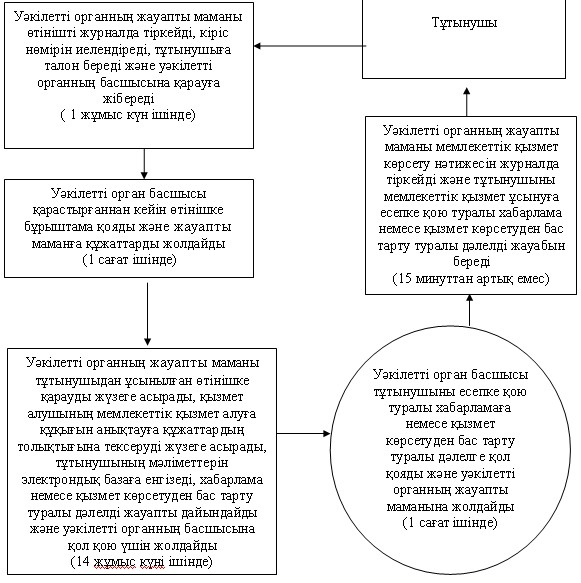 Тұтынушы
Уәкілетті органның жауапты маманы
өтінішті журналда тіркейді, кіріс
нөмірін иелендіреді, тұтынушыға
талон береді және уәкілетті
органның басшысына қарауға
жібереді
( 1 жұмыс күн ішінде)
Уәкілетті орган басшысы
қарастырғаннан кейін өтінішке
бұрыштама қояды және жауапты
маманға құжаттарды жолдайды
(1 сағат ішінде)
Уәкілетті органның жауапты маманы
тұтынушыдан ұсынылған өтінішке
қарауды жүзеге асырады, қызмет
алушының мемлекеттік қызмет алуға
құқығын анықтауға құжаттардың
толықтығына тексеруді жүзеге асырады,
тұтынушының мәліметтерін
электрондық базаға енгізеді, хабарлама
немесе қызмет көрсетуден бас тарту
туралы дәлелді жауапты дайындайды
және уәкілетті органның басшысына
қол қою үшін жолдайды
(14 жұмыс күні ішінде)
Уәкілетті орган басшысы
тұтынушыны есепке қою
туралы хабарламаға
немесе қызмет
көрсетуден бас тарту
туралы дәлелге қол
қояды және уәкілетті
органның жауапты
маманына жолдайды
(1 сағат ішінде)
Уәкілетті органның жауапты
маманы мемлекеттік қызмет
көрсету нәтижесін журналда
тіркейді және тұтынушыны
мемлекеттік қызмет ұсынуға
есепке қою туралы хабарлама
немесе қызмет көрсетуден бас
тарту туралы дәлелді жауабын
береді
(15 минуттан артық емес)